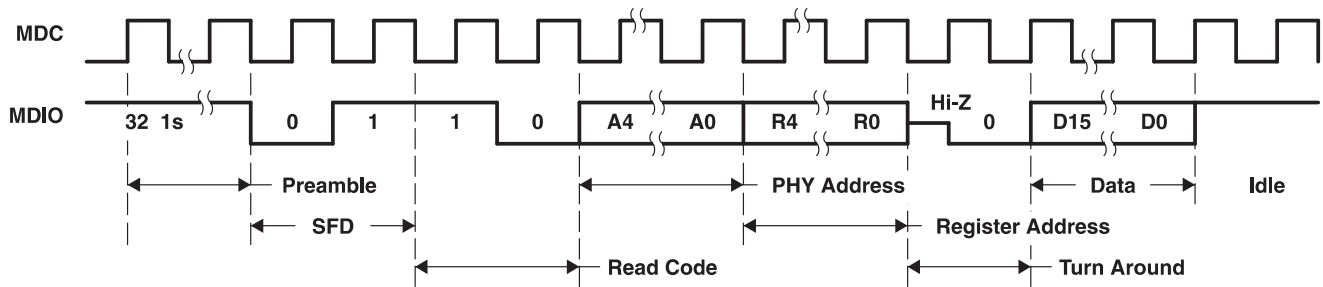 MDC
Hi-Z
MDIO 32 1s 0 1 1 0 A4 A0 R4 R0 0 D15 D0
Preamble PHY Address Data Idle
SFD Register Address
Read Code Turn Around